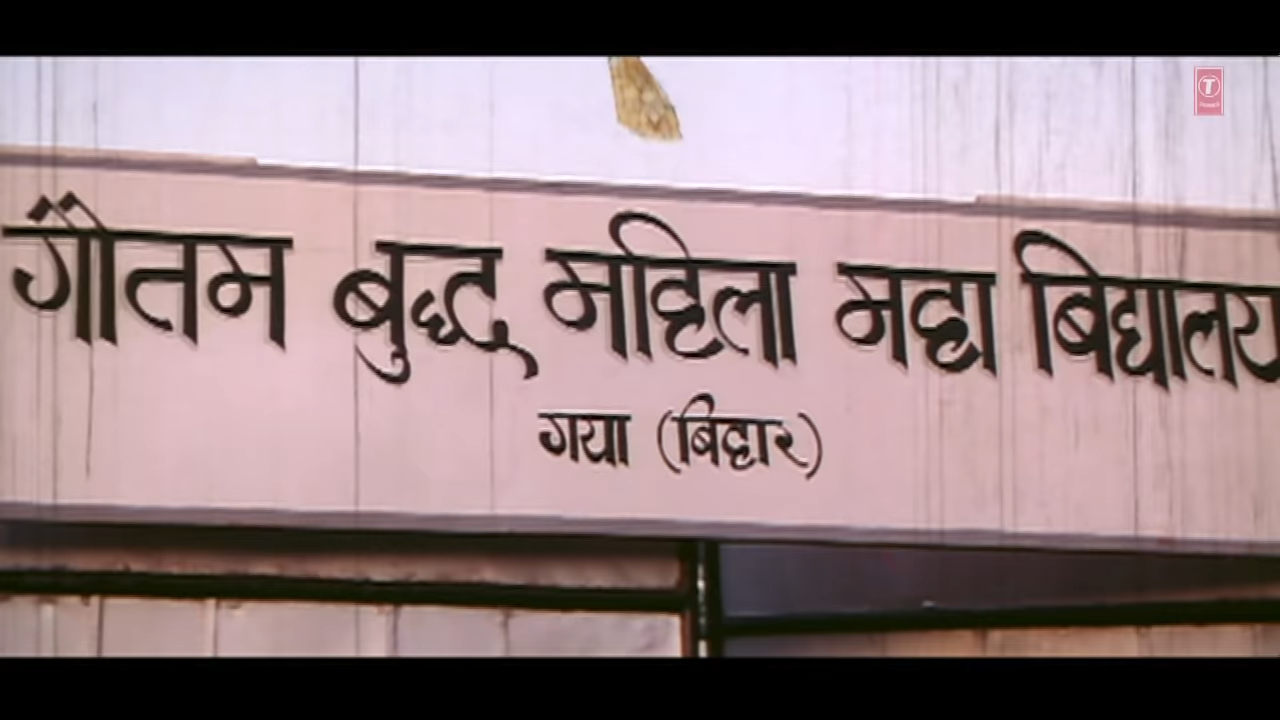 गौतम बुद्ध महिला महा बिद्यालय
गया (बिहार)